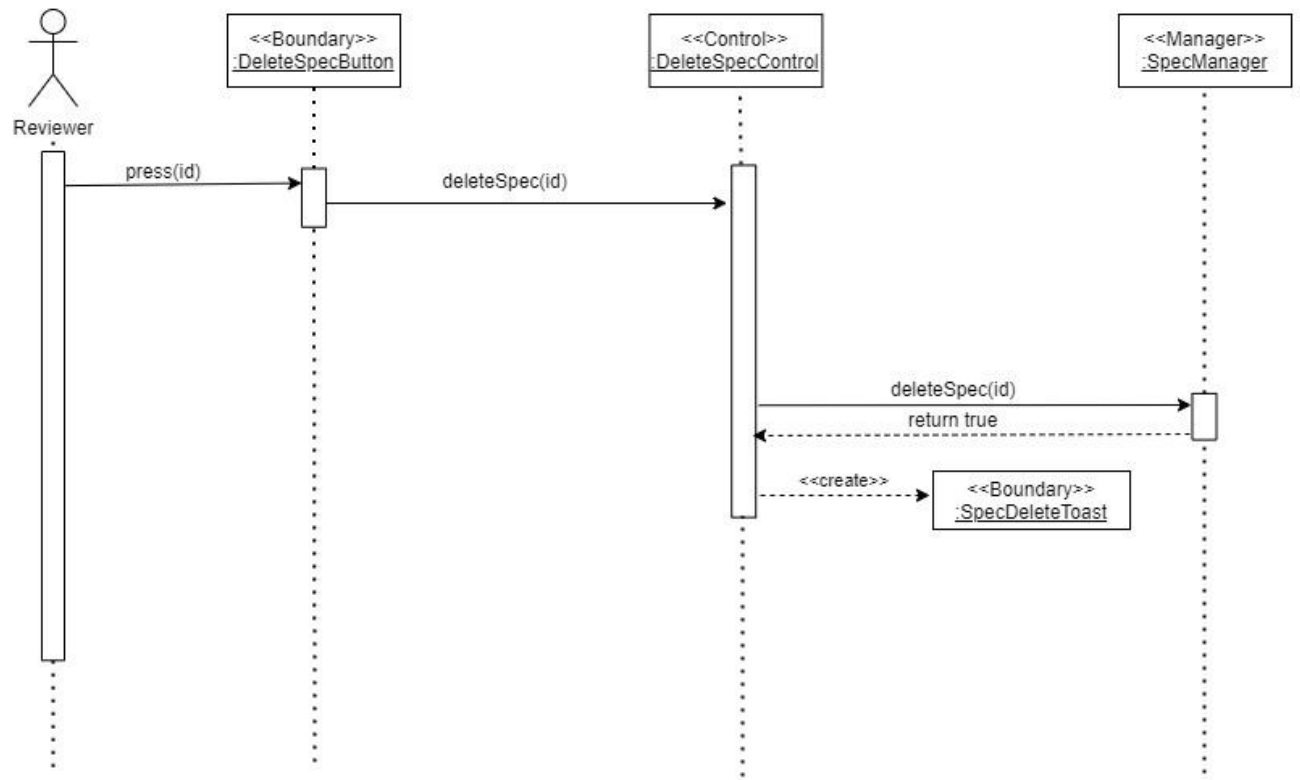 <<Boundary>>
:DeleteSpecButton
<<Control>>
:DeleteSpecControl
<<Manager>>
:SpecManager
Reviewer
press(id)
deleteSpec(id)
deleteSpec(id)
return true
<<create>>
<<Boundary>>
:SpecDeleteToast